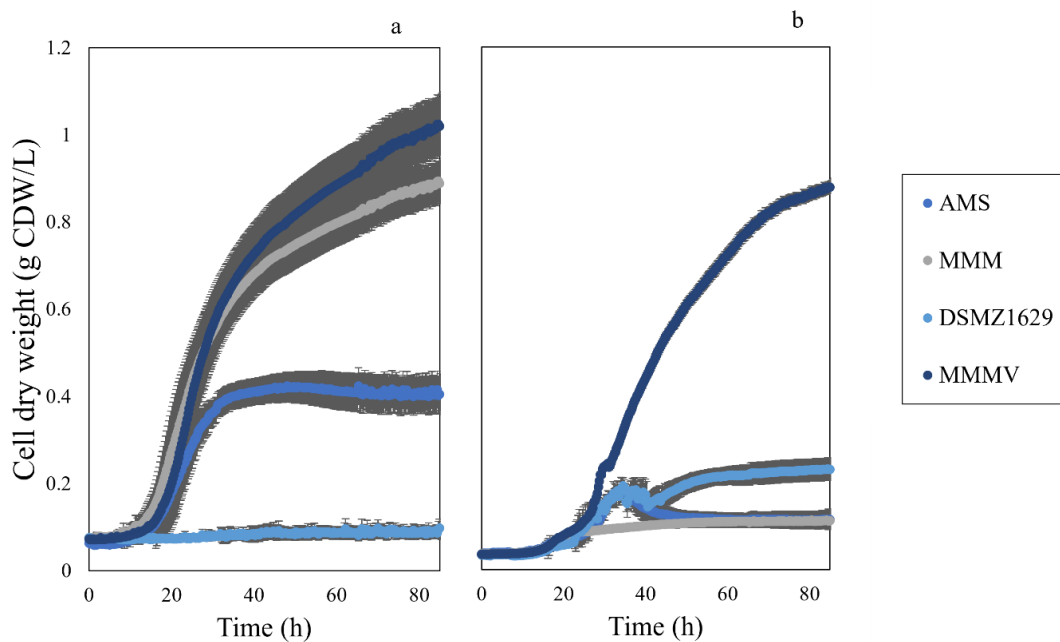 a
b
Cell dry weight (g CDW/L)
1.2
1
0.8
0.6
0.4
0.2
0
0 20 40 60 80
0 20 40 60 80
Time (h)
Time (h)
AMS
MMM
DSMZ1629
MMMV